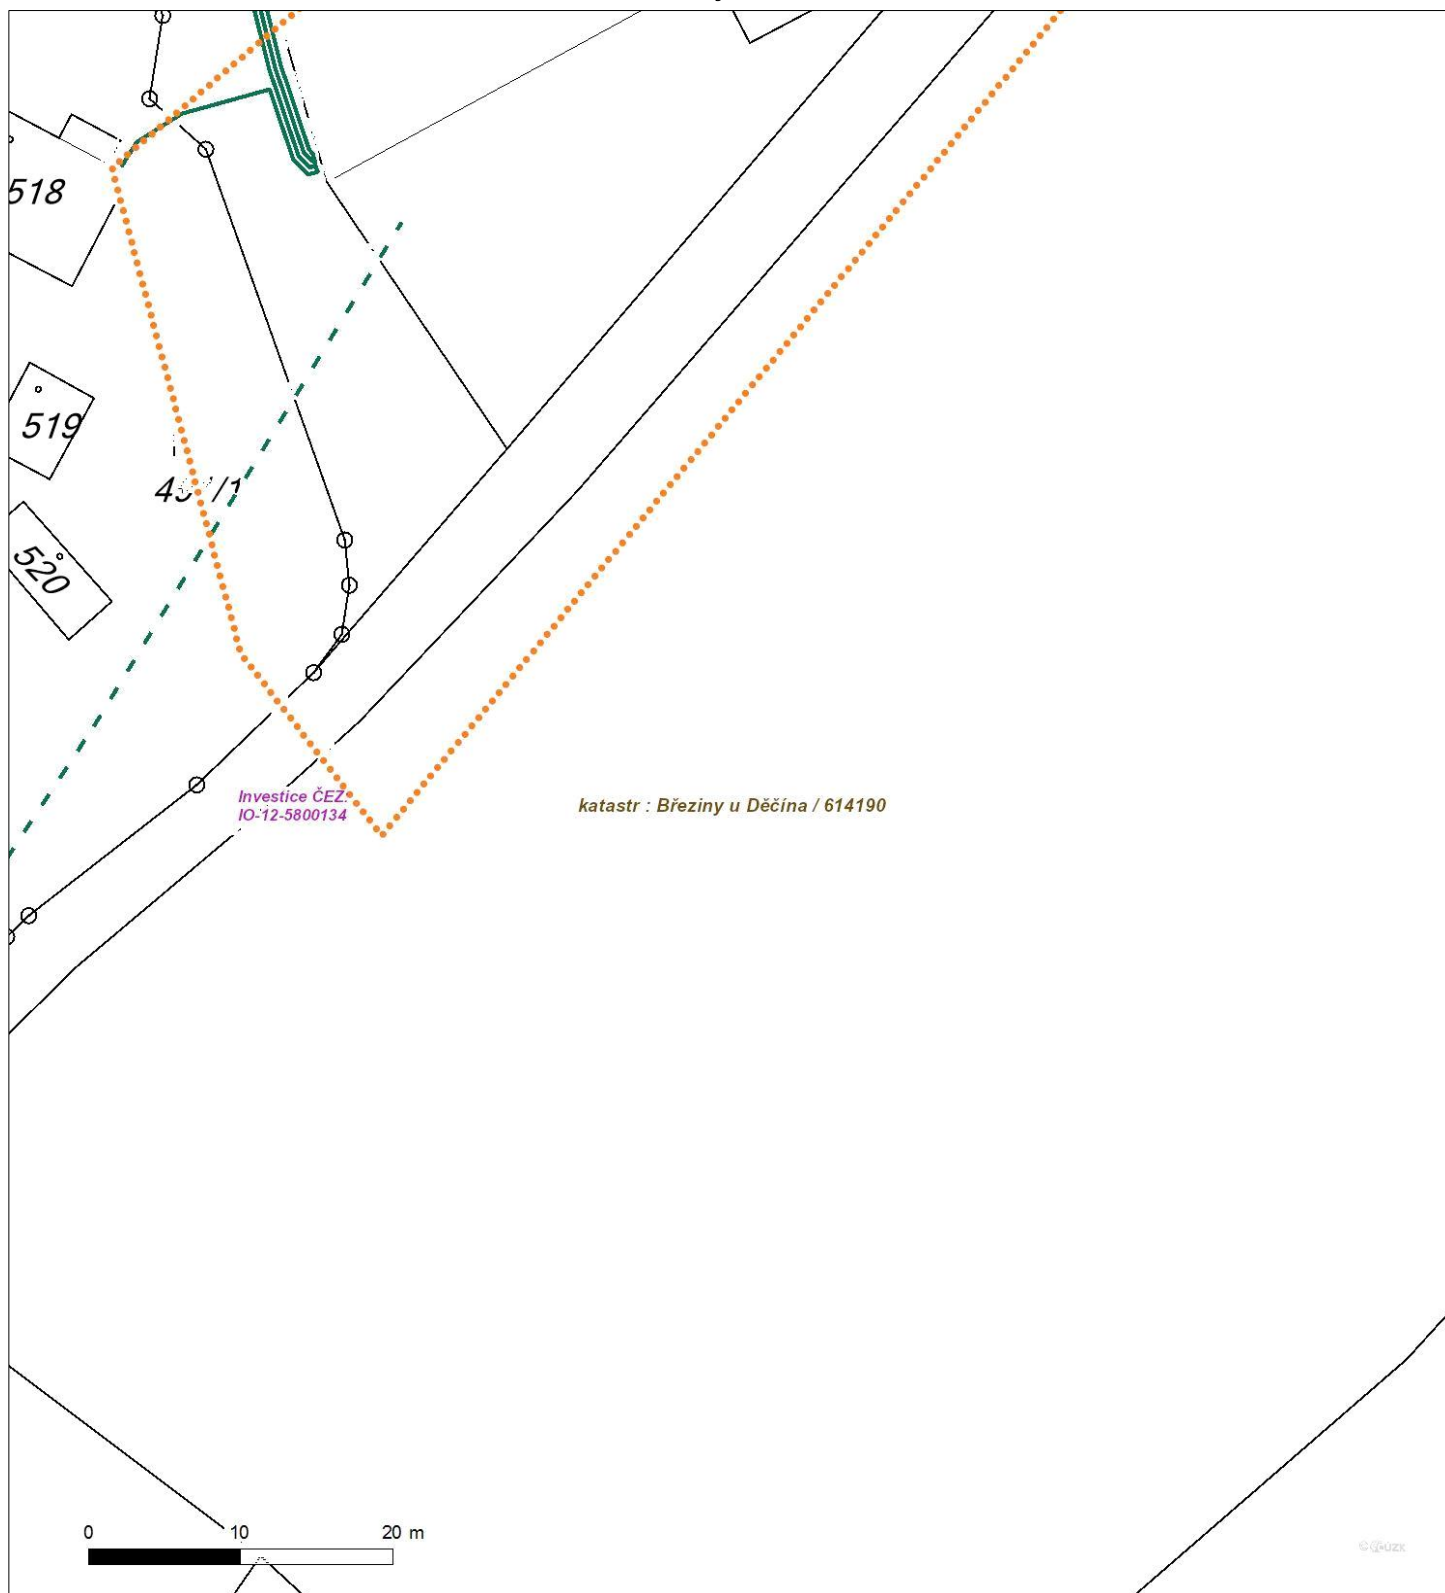 518
519
520
Investice ČEZ:
IO-12-5800134
katastr : Březiny u Děčína / 614190
0 10 20 m